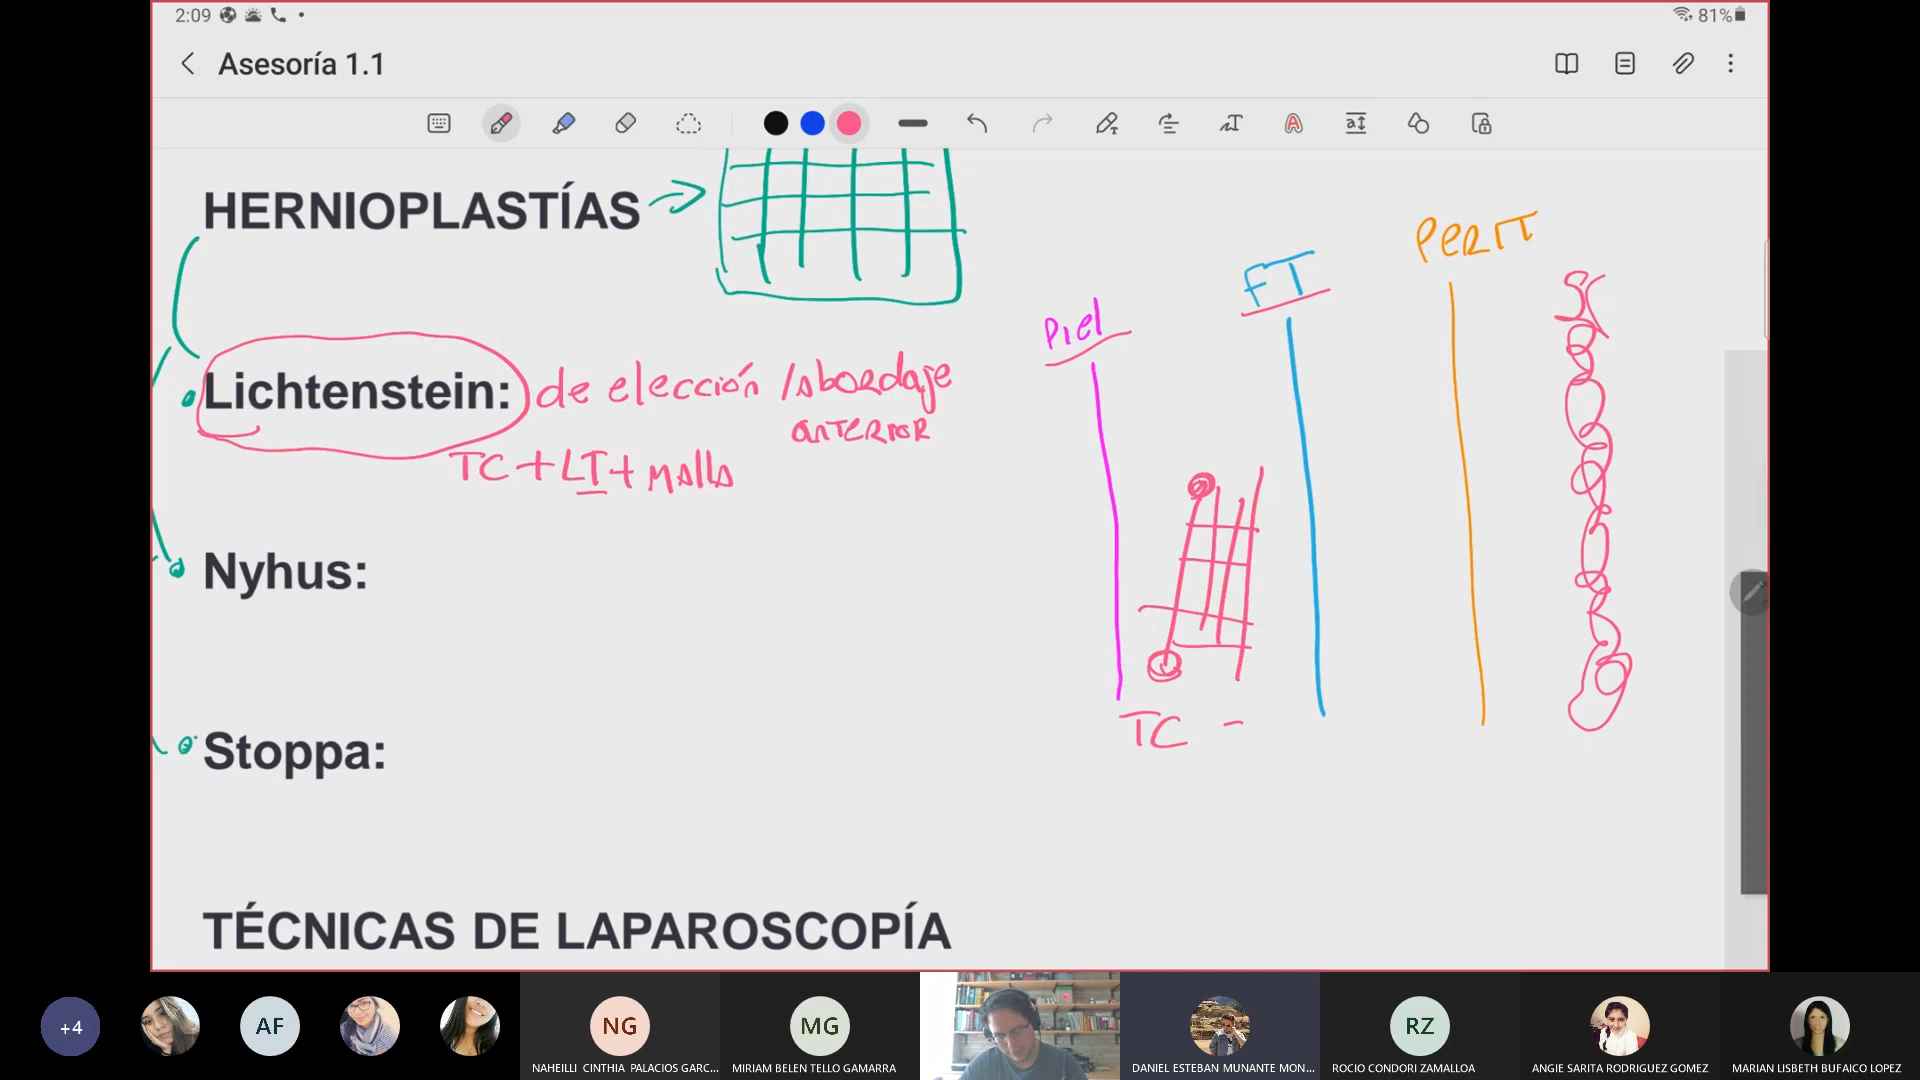 2:09
81%
Asesoría 1.1
HERNIOPLASTÍAS
PERIT
FT
Piel
Lichtenstein: de elección / abordaje
anterior
TC + LT + malla
Nyhus:
TC -
Stoppa:
TÉCNICAS DE LAPAROSCOPÍA
+4
AF
NG
MG
RZ
NAHEILLI CINTHIA PALACIOS GARC...
MIRIAM BELEN TELLO GAMARRA
DANIEL ESTEBAN MUNANTE MON...
ROCIO CONDORI ZAMALLOA
ANGIE SARITA RODRIGUEZ GOMEZ
MARIAN LISBETH BUFAICO LOPEZ